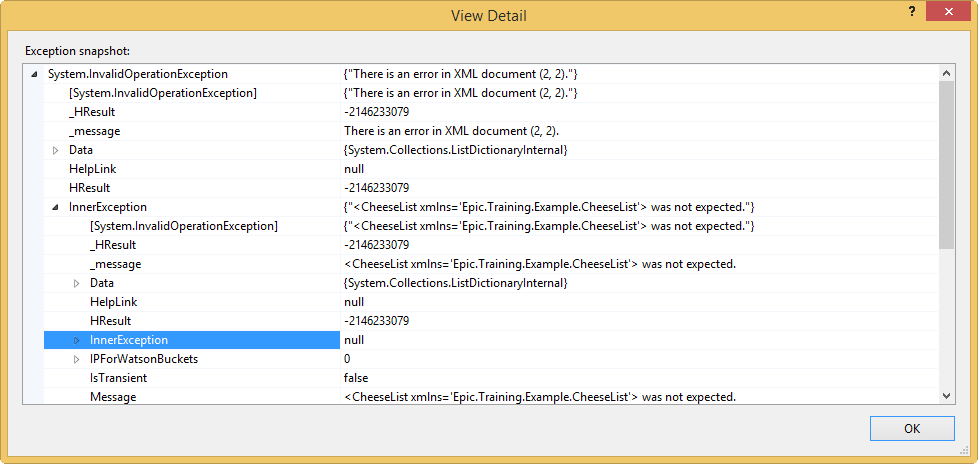 View Detail
?
Exception snapshot:
System.InvalidOperationException {"There is an error in XML document (2, 2)."}
[System.InvalidOperationException] {"There is an error in XML document (2, 2)."}
_HResult -2146233079
_message There is an error in XML document (2, 2).
Data {System.Collections.ListDictionaryInternal}
HelpLink null
HResult -2146233079
InnerException {"<CheeseList xmlns='Epic.Training.Example.CheeseList'> was not expected."}
[System.InvalidOperationException] {"<CheeseList xmlns='Epic.Training.Example.CheeseList'> was not expected."}
_HResult -2146233079
_message <CheeseList xmlns='Epic.Training.Example.CheeseList'> was not expected.
Data {System.Collections.ListDictionaryInternal}
HelpLink null
HResult -2146233079
InnerException null
IPForWatsonBuckets 0
IsTransient false
Message <CheeseList xmlns='Epic.Training.Example.CheeseList'> was not expected.
OK